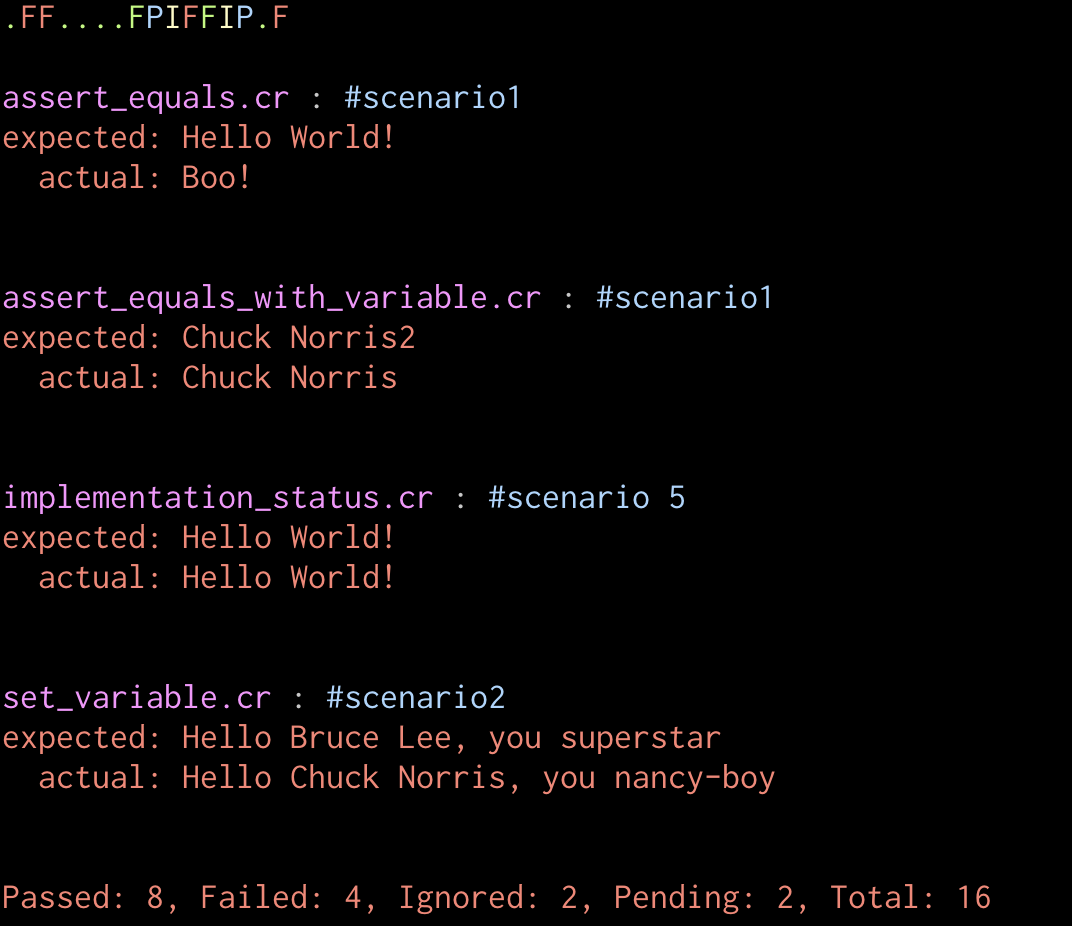 .FF....FPIFFIP.F
assert_equals.cr : #scenario1
expected: Hello World!
  actual: Boo!
assert_equals_with_variable.cr : #scenario1
expected: Chuck Norris2
  actual: Chuck Norris
implementation_status.cr : #scenario 5
expected: Hello World!
  actual: Hello World!
set_variable.cr : #scenario2
expected: Hello Bruce Lee, you superstar
  actual: Hello Chuck Norris, you nancy-boy
Passed: 8, Failed: 4, Ignored: 2, Pending: 2, Total: 16